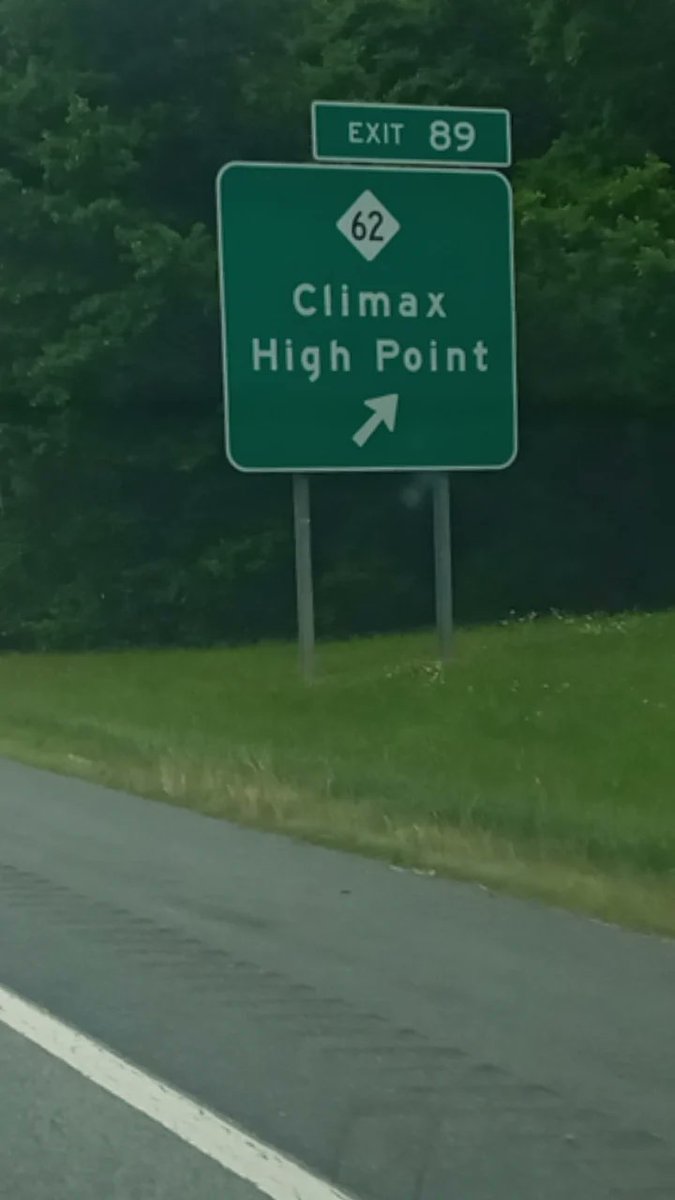 EXIT 89
62
Climax
High Point